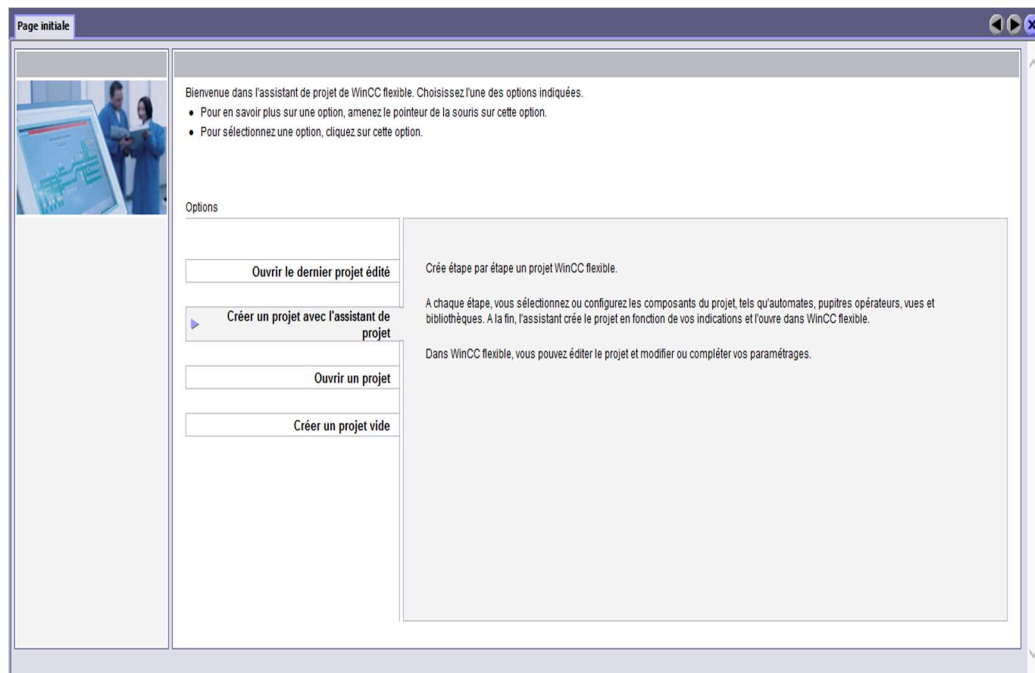 Page initiale
Bienvenue dans l'assistant de projet de WinCC flexible. Choisissez l'une des options indiquées.
• Pour en savoir plus sur une option, amenez le pointeur de la souris sur cette option.
• Pour sélectionnez une option, cliquez sur cette option.
Options
Ouvrir le dernier projet édité
Créer un projet avec l'assistant de
projet
Ouvrir un projet
Créer un projet vide
Crée étape par étape un projet WinCC flexible.
A chaque étape, vous sélectionnez ou configurez les composants du projet, tels qu'automates, pupitres opérateurs, vues et
bibliothèques. A la fin, l'assistant crée le projet en fonction de vos indications et l'ouvre dans WinCC flexible.
Dans WinCC flexible, vous pouvez éditer le projet et modifier ou compléter vos paramétrages.